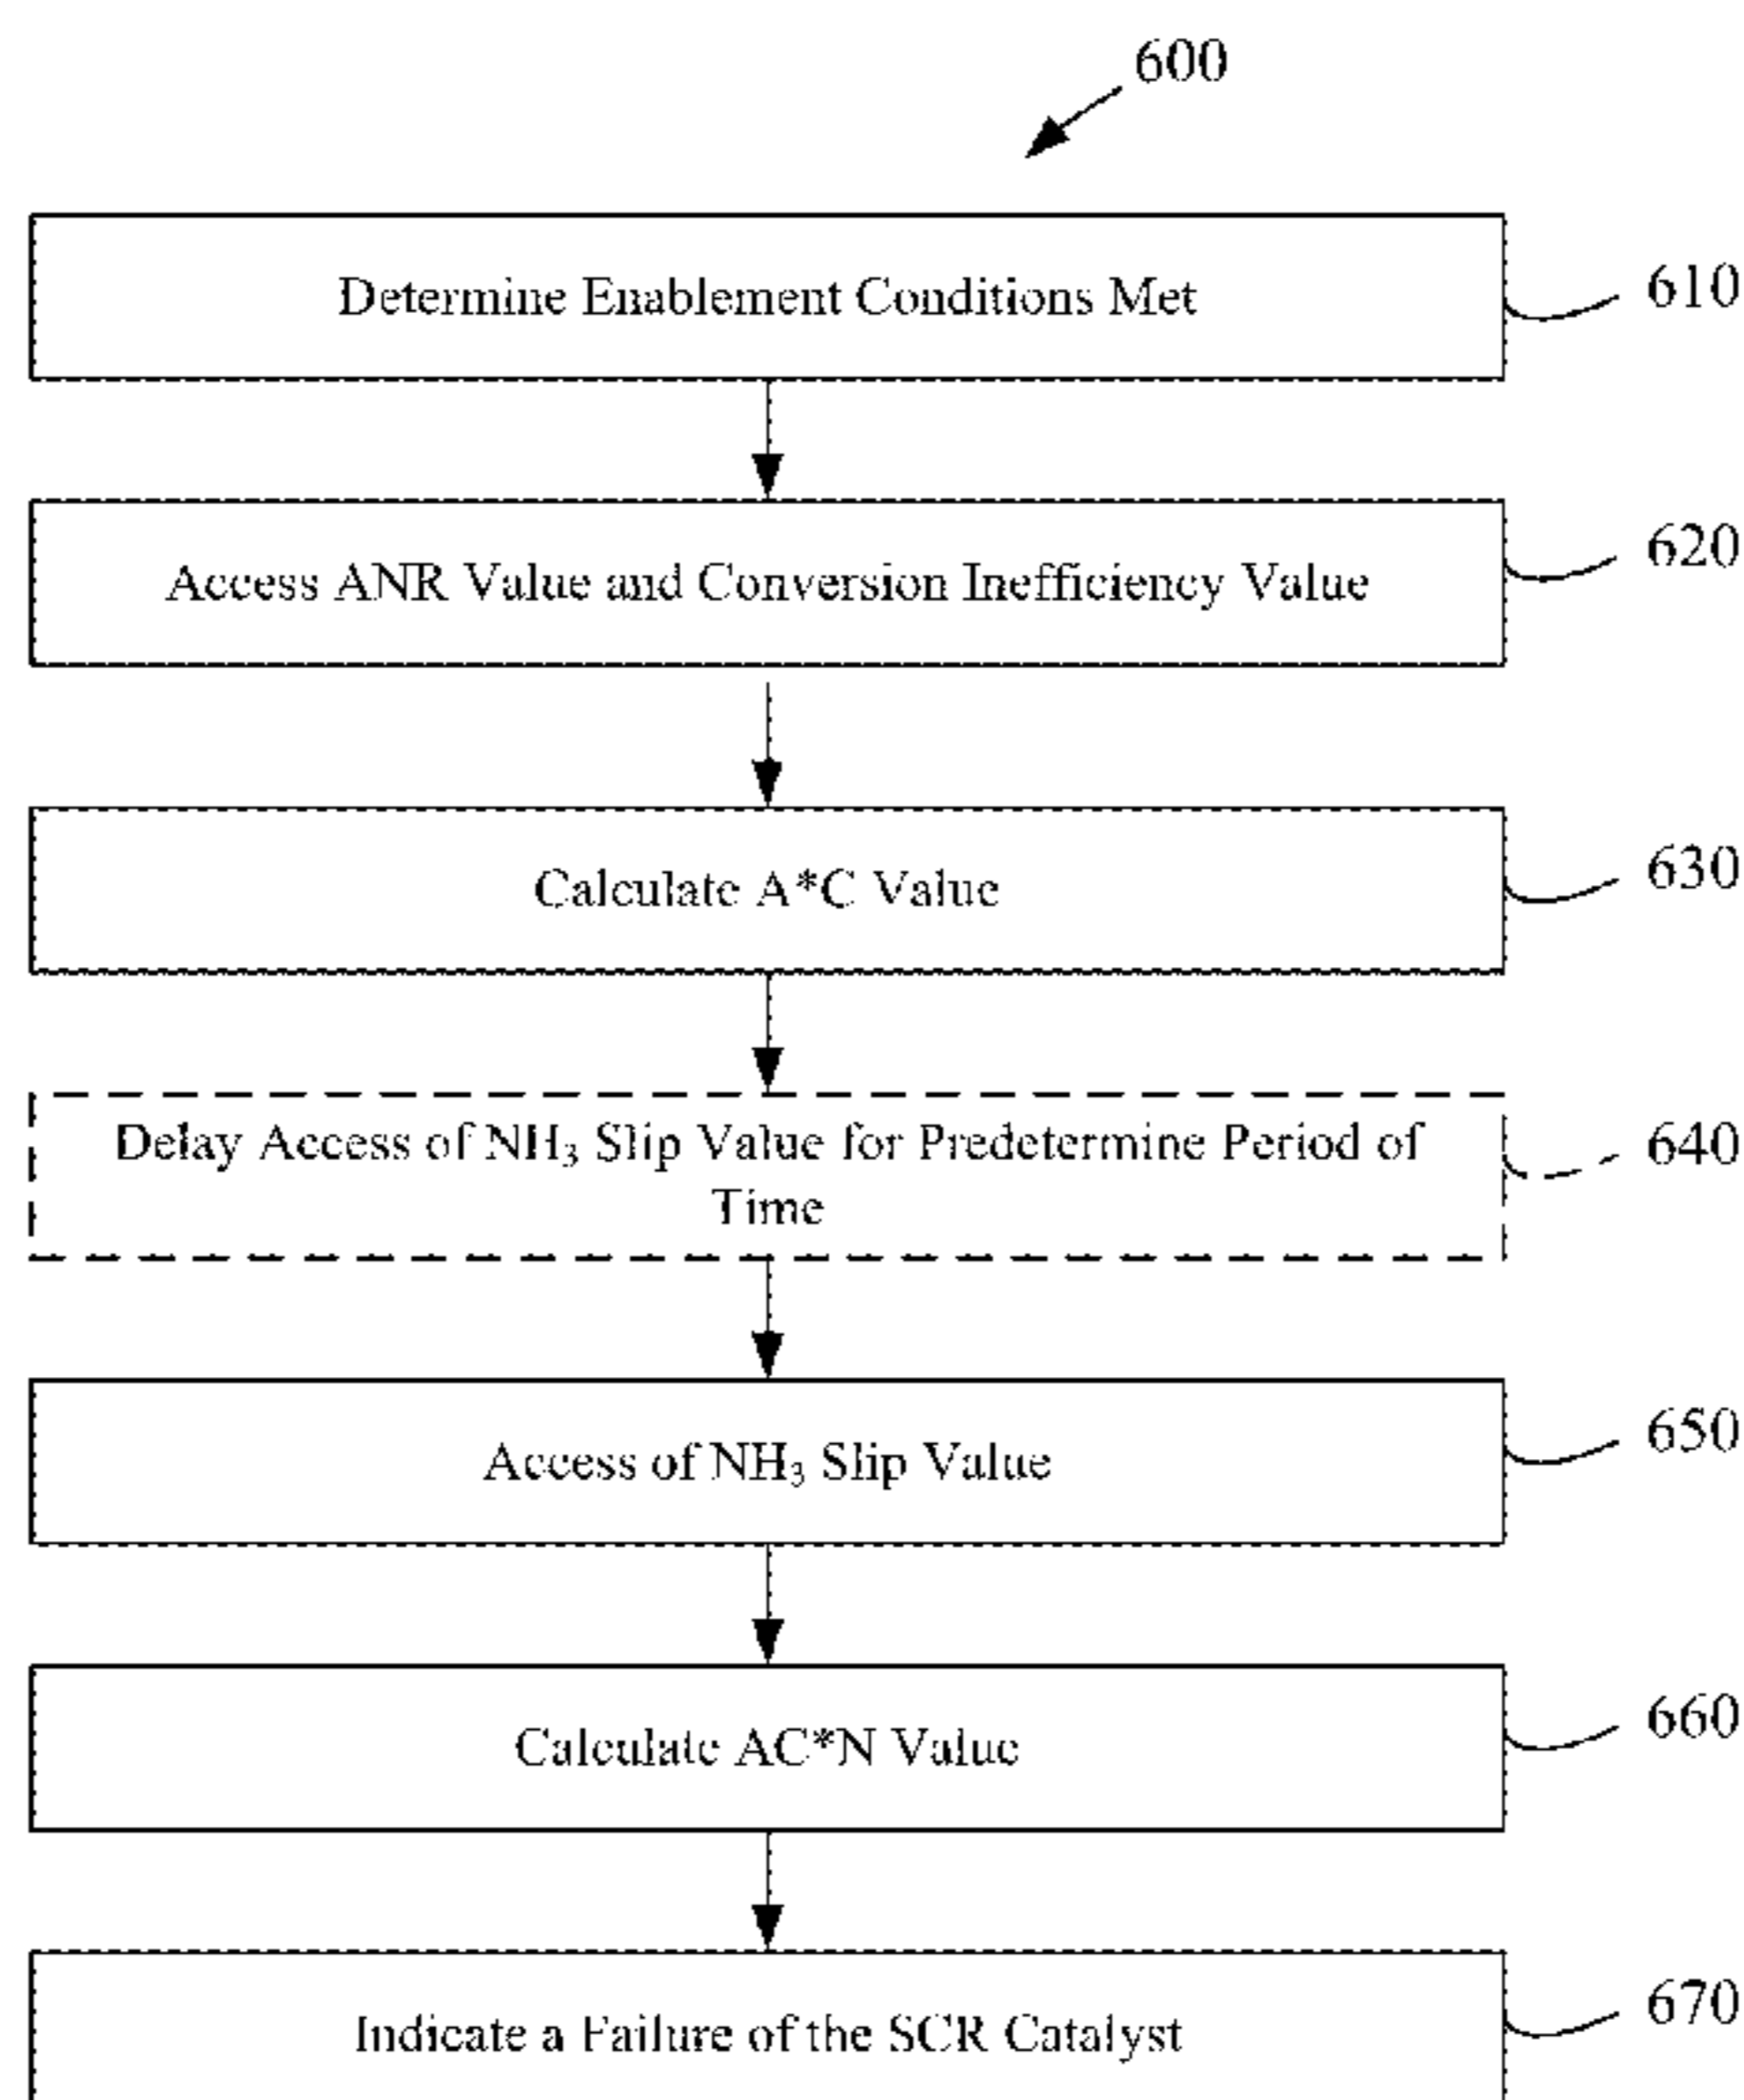 600
Determine Enablement Conditions Met
610
Access ANR Value and Conversion Inefficiency Value
620
Calculate A*C Value
630
Delay Access of NH₃ Slip Value for Predetermine Period of
Time
640
Access of NH₃ Slip Value
650
Calculate AC*N Value
660
Indicate a Failure of the SCR Catalyst
670